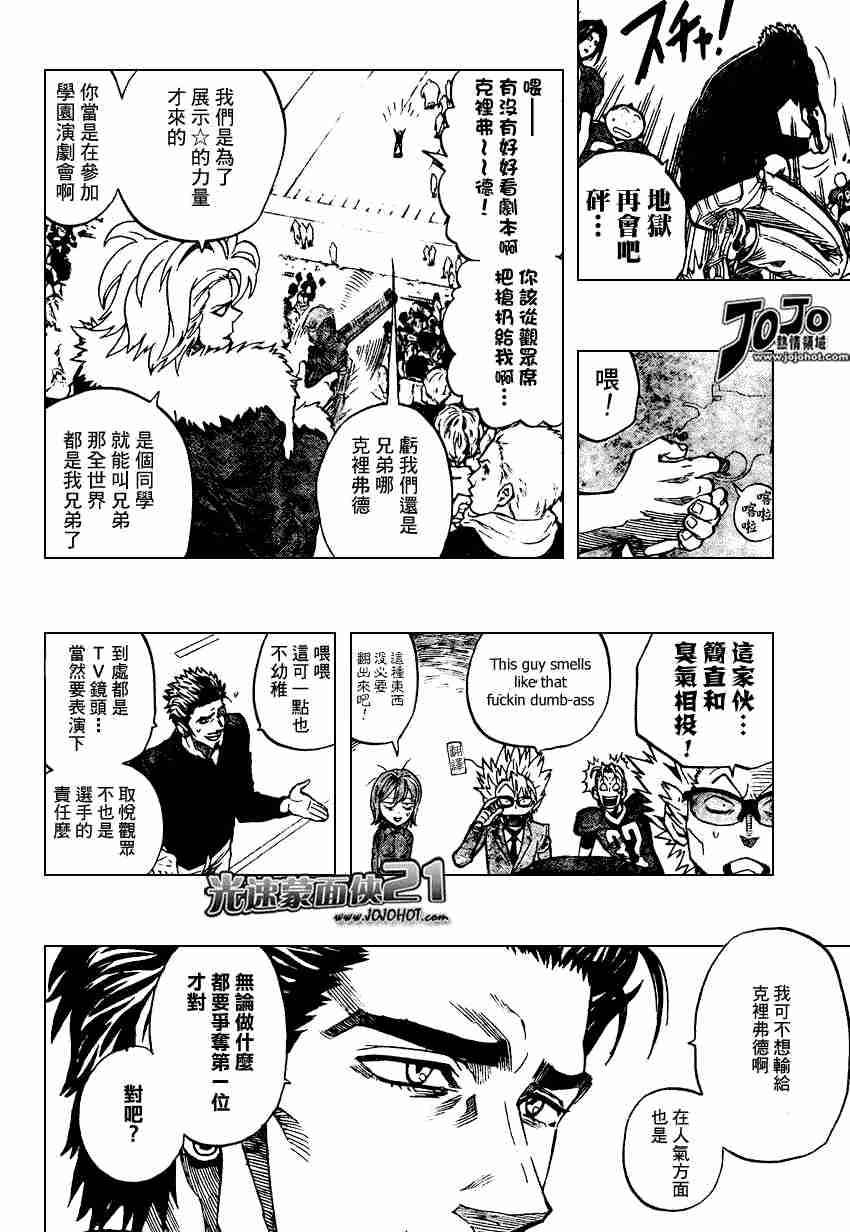 スチャ!
地獄
再會吧
砰…
JOJO
熱情領域
www.jojohot.com
喂!
喀啦
喀啦
喂——
有沒有好好看劇本啊
克裡弗～～德!
你該從觀眾席
把搶扔給我啊…
我們是為了
展示☆的力量
才來的
你當是在參加
學園演劇會啊
虧我們還是
兄弟哪
克裡弗德
是個同學
就能叫兄弟
那全世界
都是我兄弟了
這家伙…
簡直和
臭氣相投!
This guy smells
like that
fuckin dumb-ass
翻譯
這種東西
沒必要
翻出來吧!
喂喂
這可一點也
不幼稚
到處都是
TV鏡頭…
當然要表演下
取悅觀眾
不也是
選手的
責任麼
光速蒙面俠21
www.JOJOHOT.com
我可不想輸給
克裡弗德啊
在人氣方面
也是
無論做什麼
都要爭奪第一位
才對
對吧?